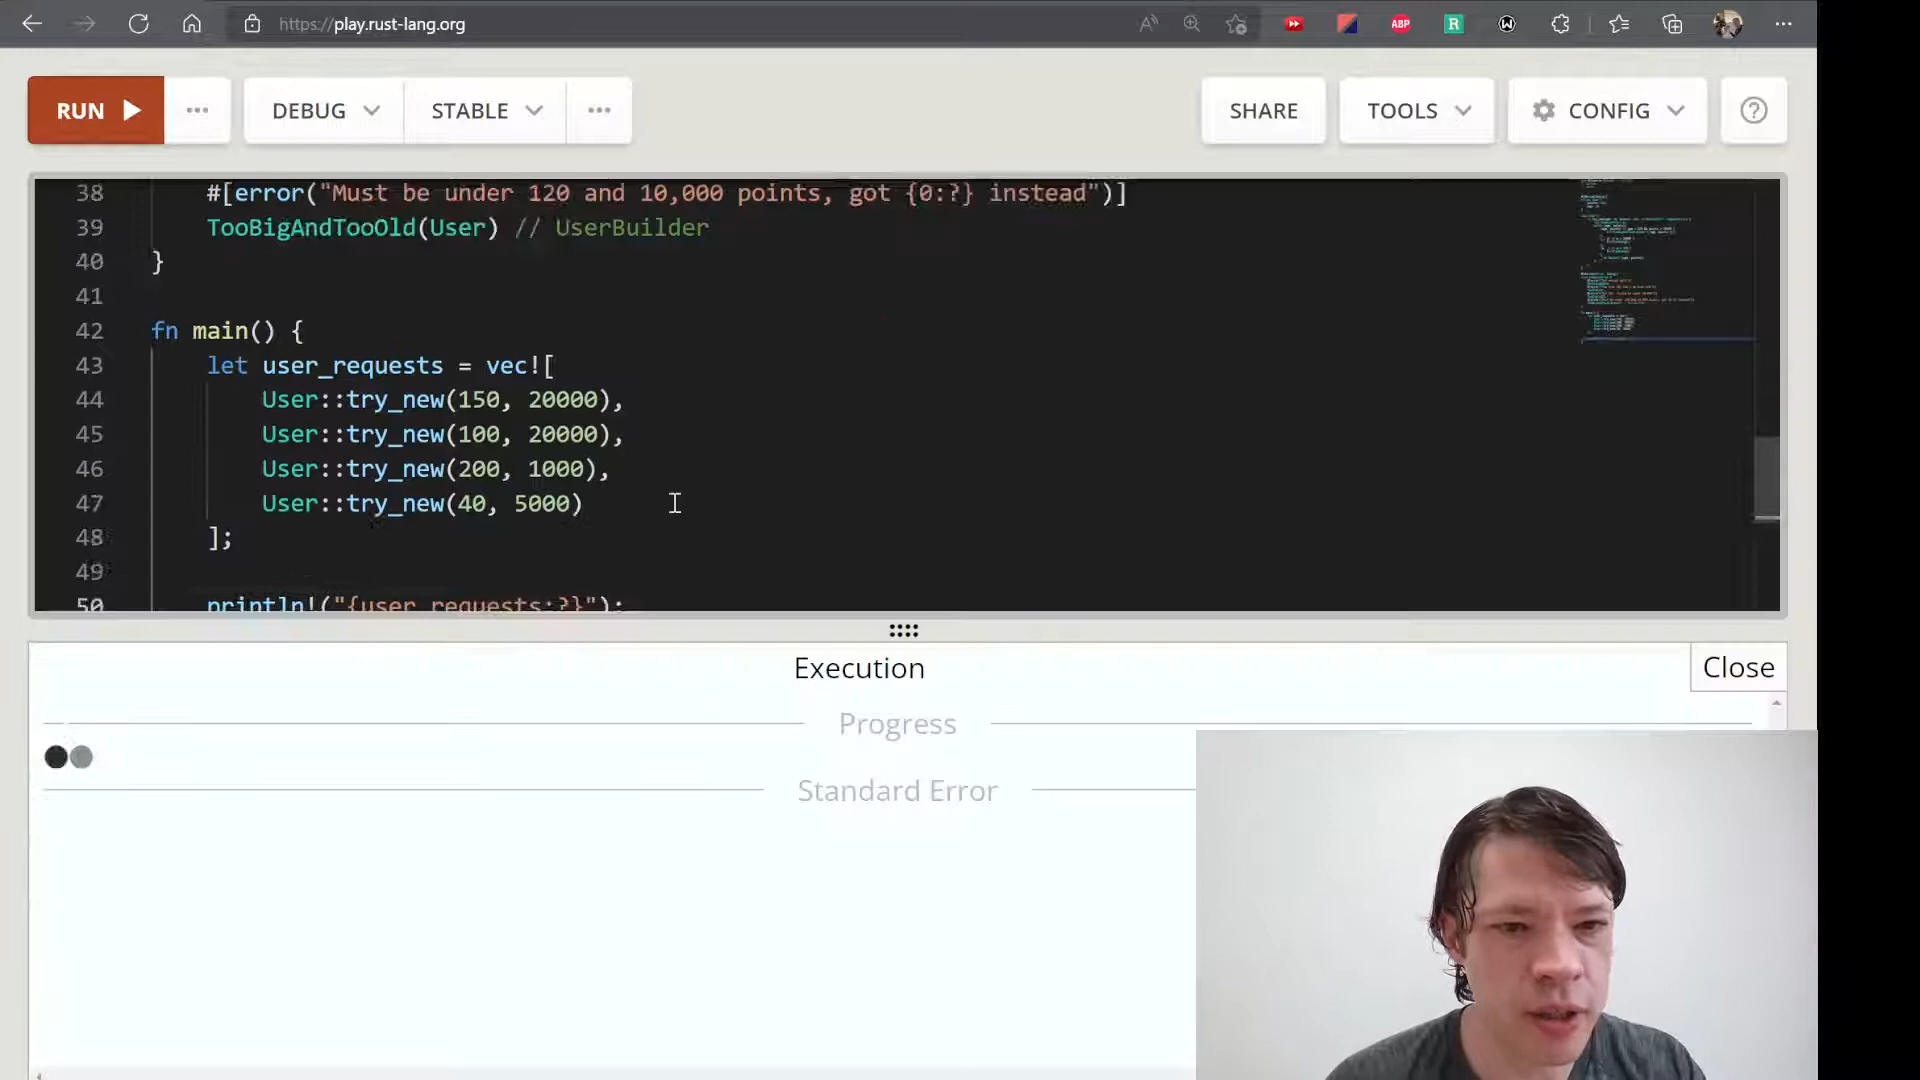 https://play.rust-lang.org
ABP
R
RUN
DEBUG
STABLE
SHARE
TOOLS
CONFIG
38 #[error("Must be under 120 and 10,000 points, got {0:?} instead")]
39 TooBigAndTooOld(User) // UserBuilder
40 }
41
42 fn main() {
43 let user_requests = vec![
44 User::try_new(150, 20000),
45 User::try_new(100, 20000),
46 User::try_new(200, 1000),
47 User::try_new(40, 5000)
48 ];
49
50 println!("{user_requests:?}");
Execution
Close
Progress
Standard Error